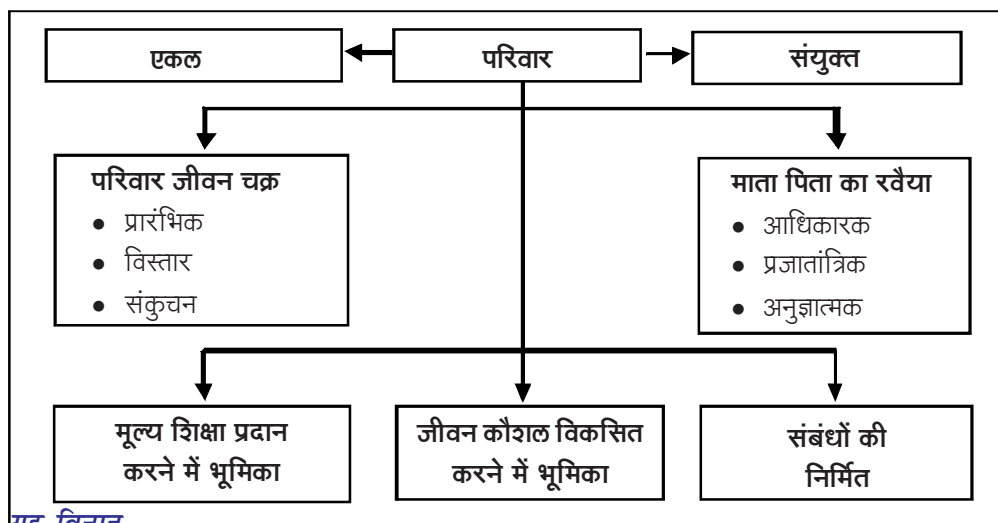 एकल
परिवार
संयुक्त
परिवार जीवन चक्र
● प्रारंभिक
● विस्तार
● संकुचन
माता पिता का रवैया
● आधिकारक
● प्रजातांत्रिक
● अनुज्ञात्मक
मूल्य शिक्षा प्रदान
करने में भूमिका
जीवन कौशल विकसित
करने में भूमिका
संबंधों की
निर्मित